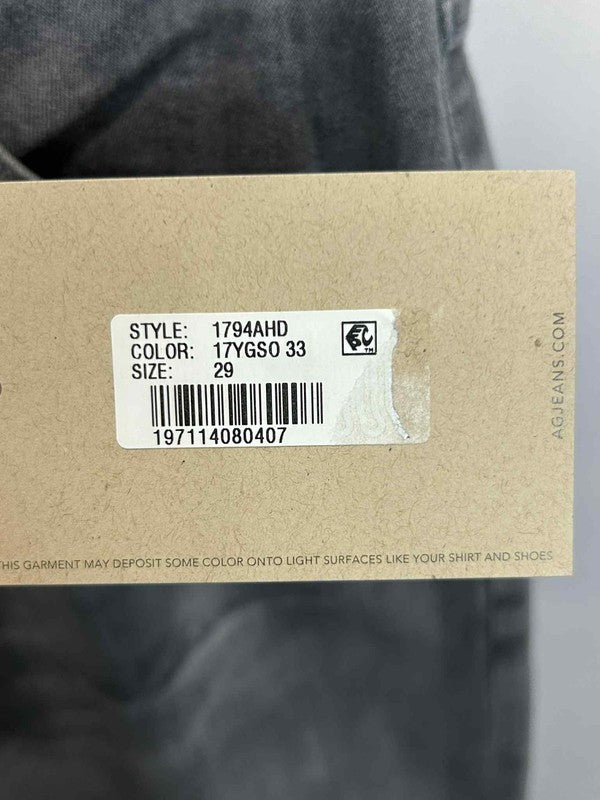 STYLE: 1794AHD
COLOR: 17YGSO 33
SIZE: 29
197114080407
AGJEANS.COM
THIS GARMENT MAY DEPOSIT SOME COLOR ONTO LIGHT SURFACES LIKE YOUR SHIRT AND SHOES